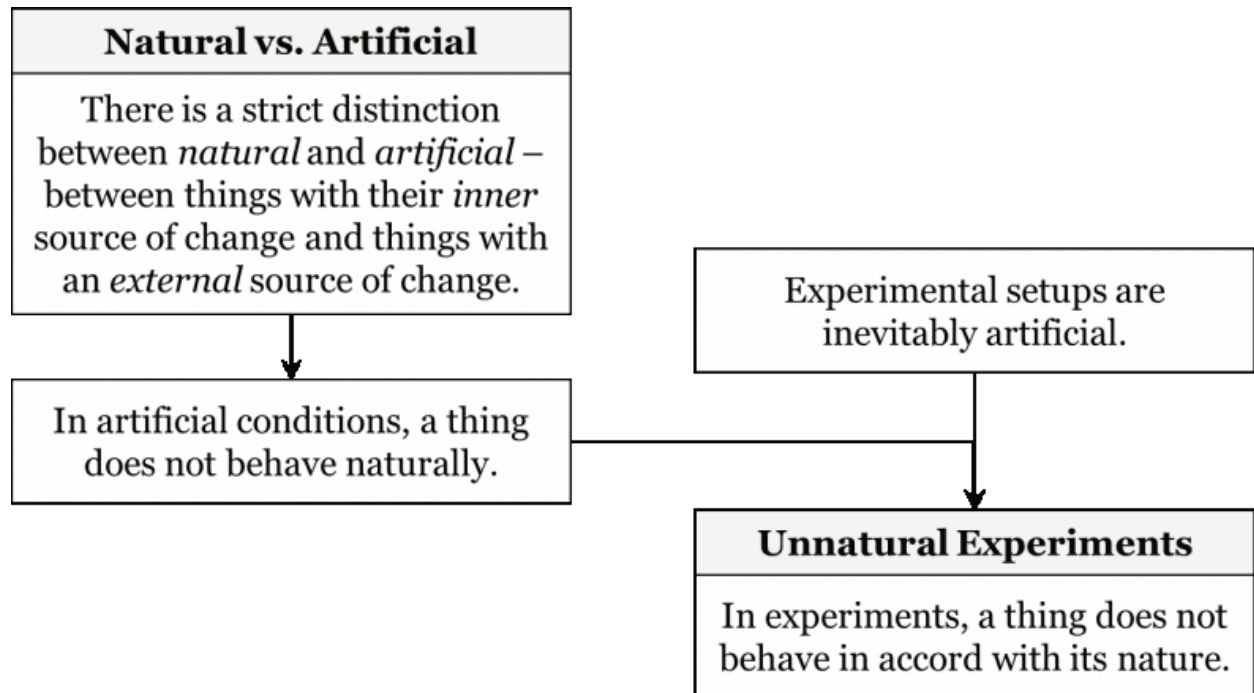 Natural vs. Artificial
There is a strict distinction
between natural and artificial –
between things with their inner
source of change and things with
an external source of change.
In artificial conditions, a thing
does not behave naturally.
Experimental setups are
inevitably artificial.
Unnatural Experiments
In experiments, a thing does not
behave in accord with its nature.